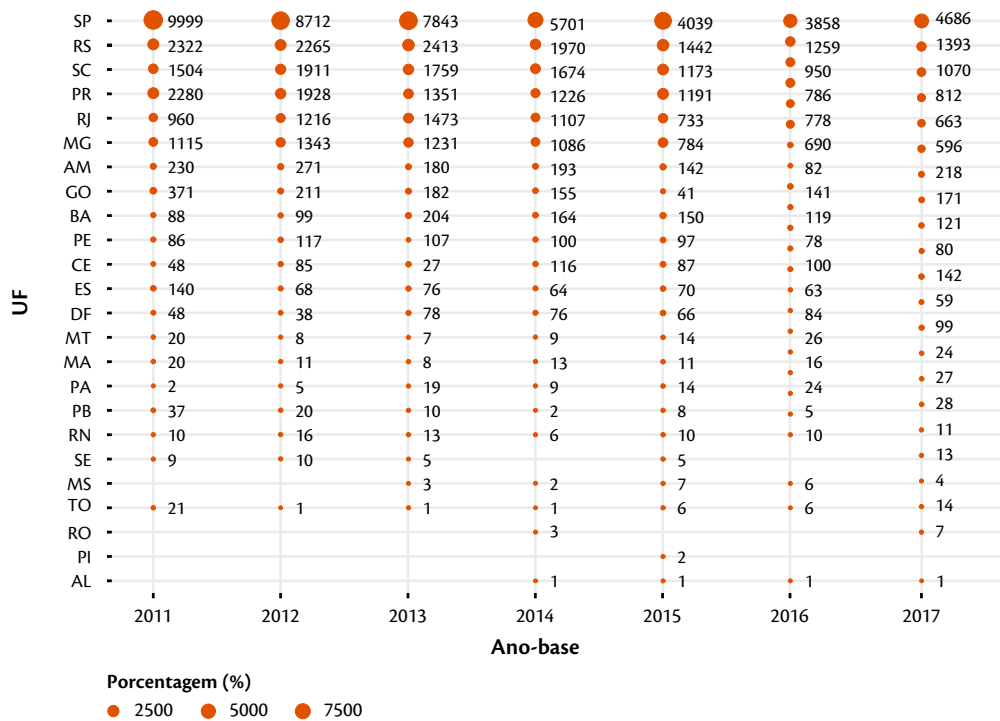 SP 9999 8712 7843 5701 4039 3858 4686
RS 2322 2265 2413 1970 1442 1259 1393
SC 1504 1911 1759 1674 1173 950 1070
PR 2280 1928 1351 1226 1191 786 812
RJ 960 1216 1473 1107 733 778 663
MG 1115 1343 1231 1086 784 690 596
AM 230 271 180 193 142 82 218
GO 371 211 182 155 41 141 171
BA 88 99 204 164 150 119 121
PE 86 117 107 100 97 78 80
CE 48 85 27 116 87 100 142
ES 140 68 76 64 70 63 59
DF 48 38 78 76 66 84 99
MT 20 8 7 9 14 26 24
MA 20 11 8 13 11 16 27
PA 2 5 19 9 14 24 28
PB 37 20 10 2 8 5 11
RN 10 16 13 6 10 10 13
SE 9 10 5 5
MS 3 2 7 6 4
TO 21 1 1 1 6 6 14
RO 3 7
PI 2
AL 1 1 1 1
UF
2011 2012 2013 2014 2015 2016 2017
Ano-base
Porcentagem (%)
2500 5000 7500